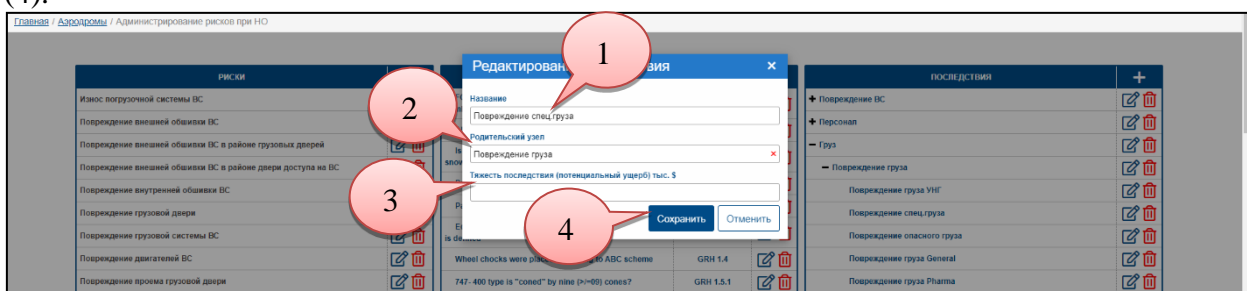 (4).
Главная / Аэродромы / Администрирование рисков при НО
РИСКИ
Износ погрузочной системы ВС
Повреждение внешней обшивки ВС
Повреждение внешней обшивки ВС в районе грузовых дверей
Повреждение внешней обшивки ВС в районе двери доступа на ВС
Повреждение внутренней обшивки ВС
Повреждение грузовой двери
Повреждение грузовой системы ВС
Повреждение двигателей ВС
Повреждение проема грузовой двери
Wheel chocks were to ABC scheme
GRH 1.4
747- 400 type is "coned" by nine (>/=09) cones?
GRH 1.5.1
Название
Повреждение спец.груза
Родительский узел
Повреждение груза
×
Тяжесть последствия (потенциальный ущерб) тыс. $
Сохранить
Отменить
1
2
3
4
ПОСЛЕДСТВИЯ
+
+ Повреждение ВС
+ Персонал
− Груз
− Повреждение груза
Повреждение груза УНГ
Повреждение спец.груза
Повреждение опасного груза
Повреждение груза General
Повреждение груза Pharma